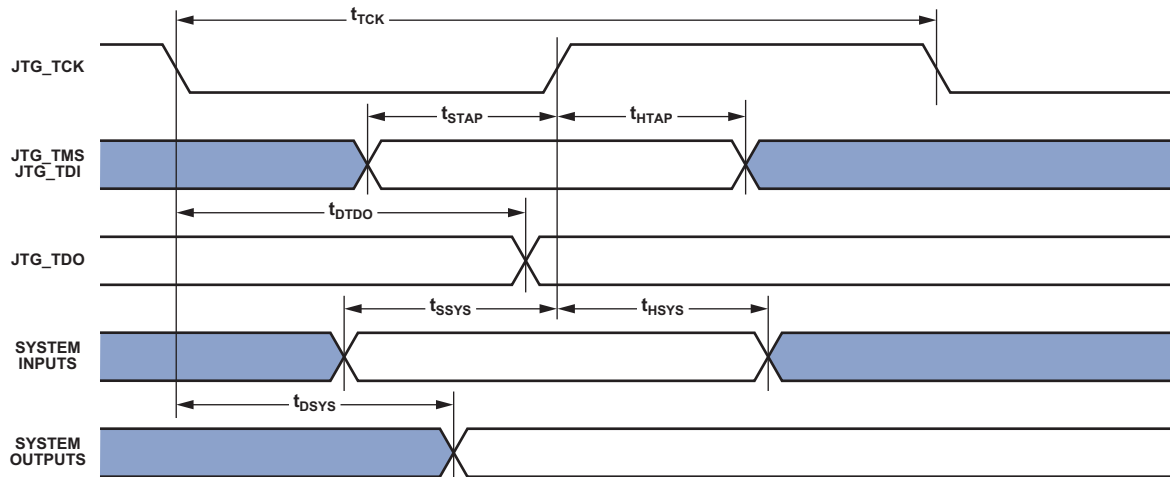 tTCK
JTG_TCK
tSTAP
tHTAP
JTG_TMS
JTG_TDI
tDTDO
JTG_TDO
tSSYS
tHSYS
SYSTEM
INPUTS
tDSYS
SYSTEM
OUTPUTS